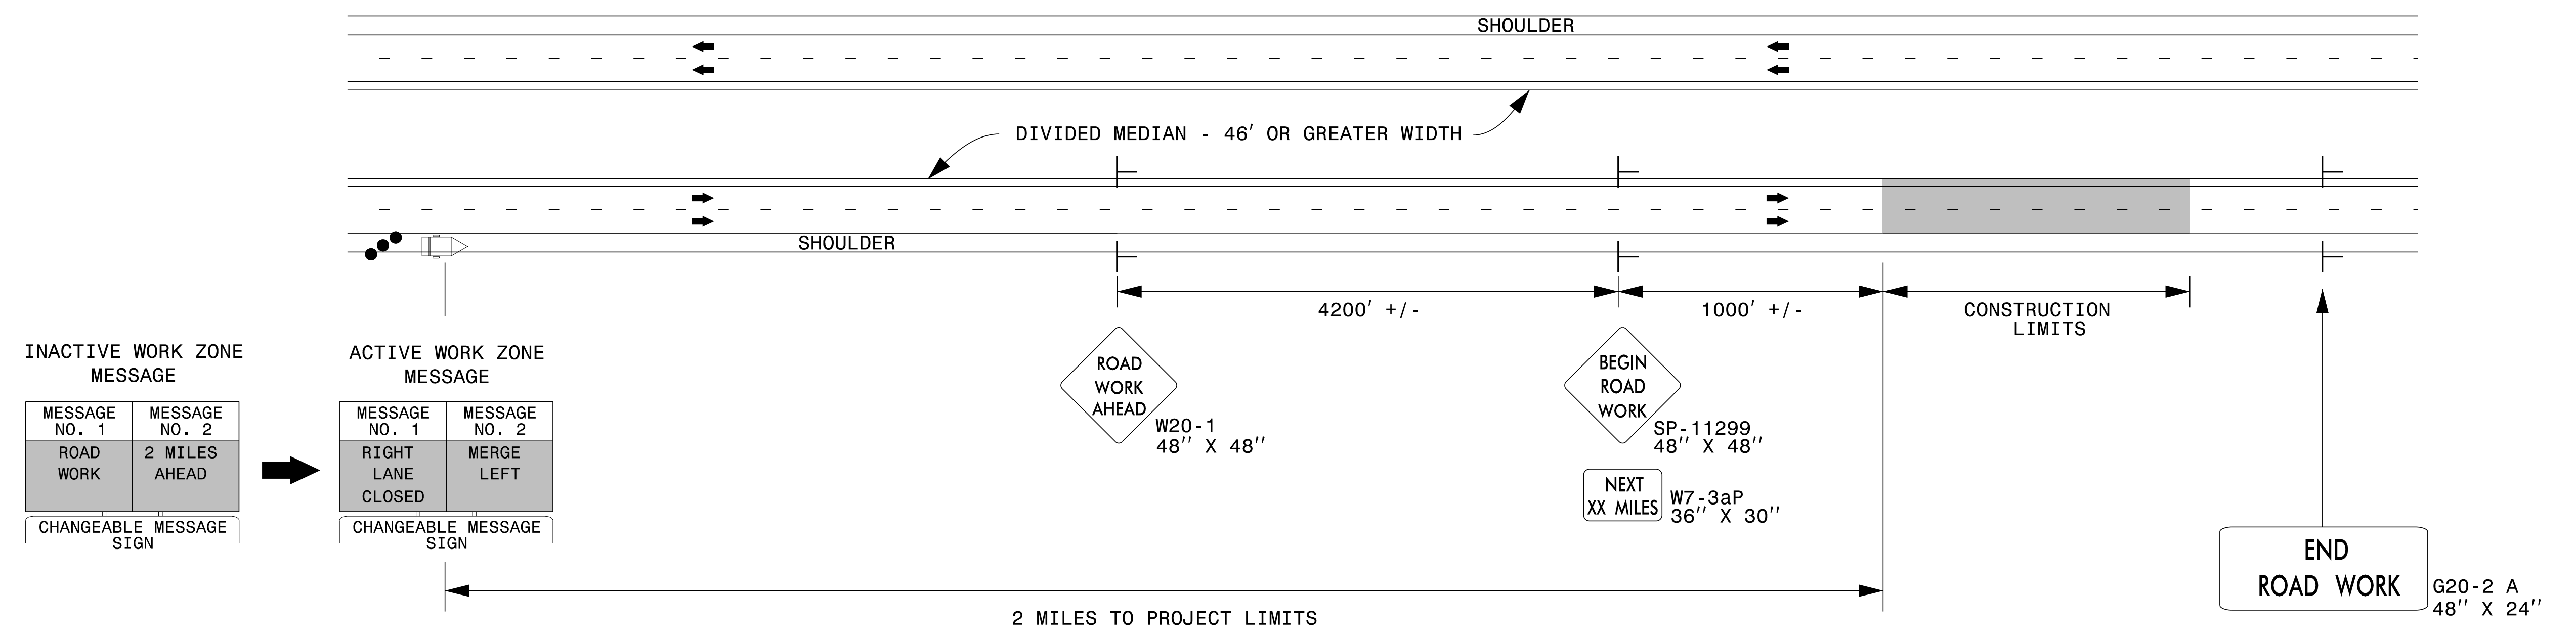 SHOULDER
DIVIDED MEDIAN - 46' OR GREATER WIDTH
SHOULDER
4200' +/-
1000' +/-
CONSTRUCTION
LIMITS
INACTIVE WORK ZONE
MESSAGE
MESSAGE
NO. 1
MESSAGE
NO. 2
ROAD
WORK
2 MILES
AHEAD
CHANGEABLE MESSAGE
SIGN
ACTIVE WORK ZONE
MESSAGE
MESSAGE
NO. 1
MESSAGE
NO. 2
RIGHT
LANE
CLOSED
MERGE
LEFT
CHANGEABLE MESSAGE
SIGN
ROAD
WORK
AHEAD
W20-1
48'' X 48''
BEGIN
ROAD
WORK
SP-11299
48'' X 48''
NEXT
XX MILES
W7-3aP
36'' X 30''
END
ROAD WORK
G20-2 A
48'' X 24''
2 MILES TO PROJECT LIMITS